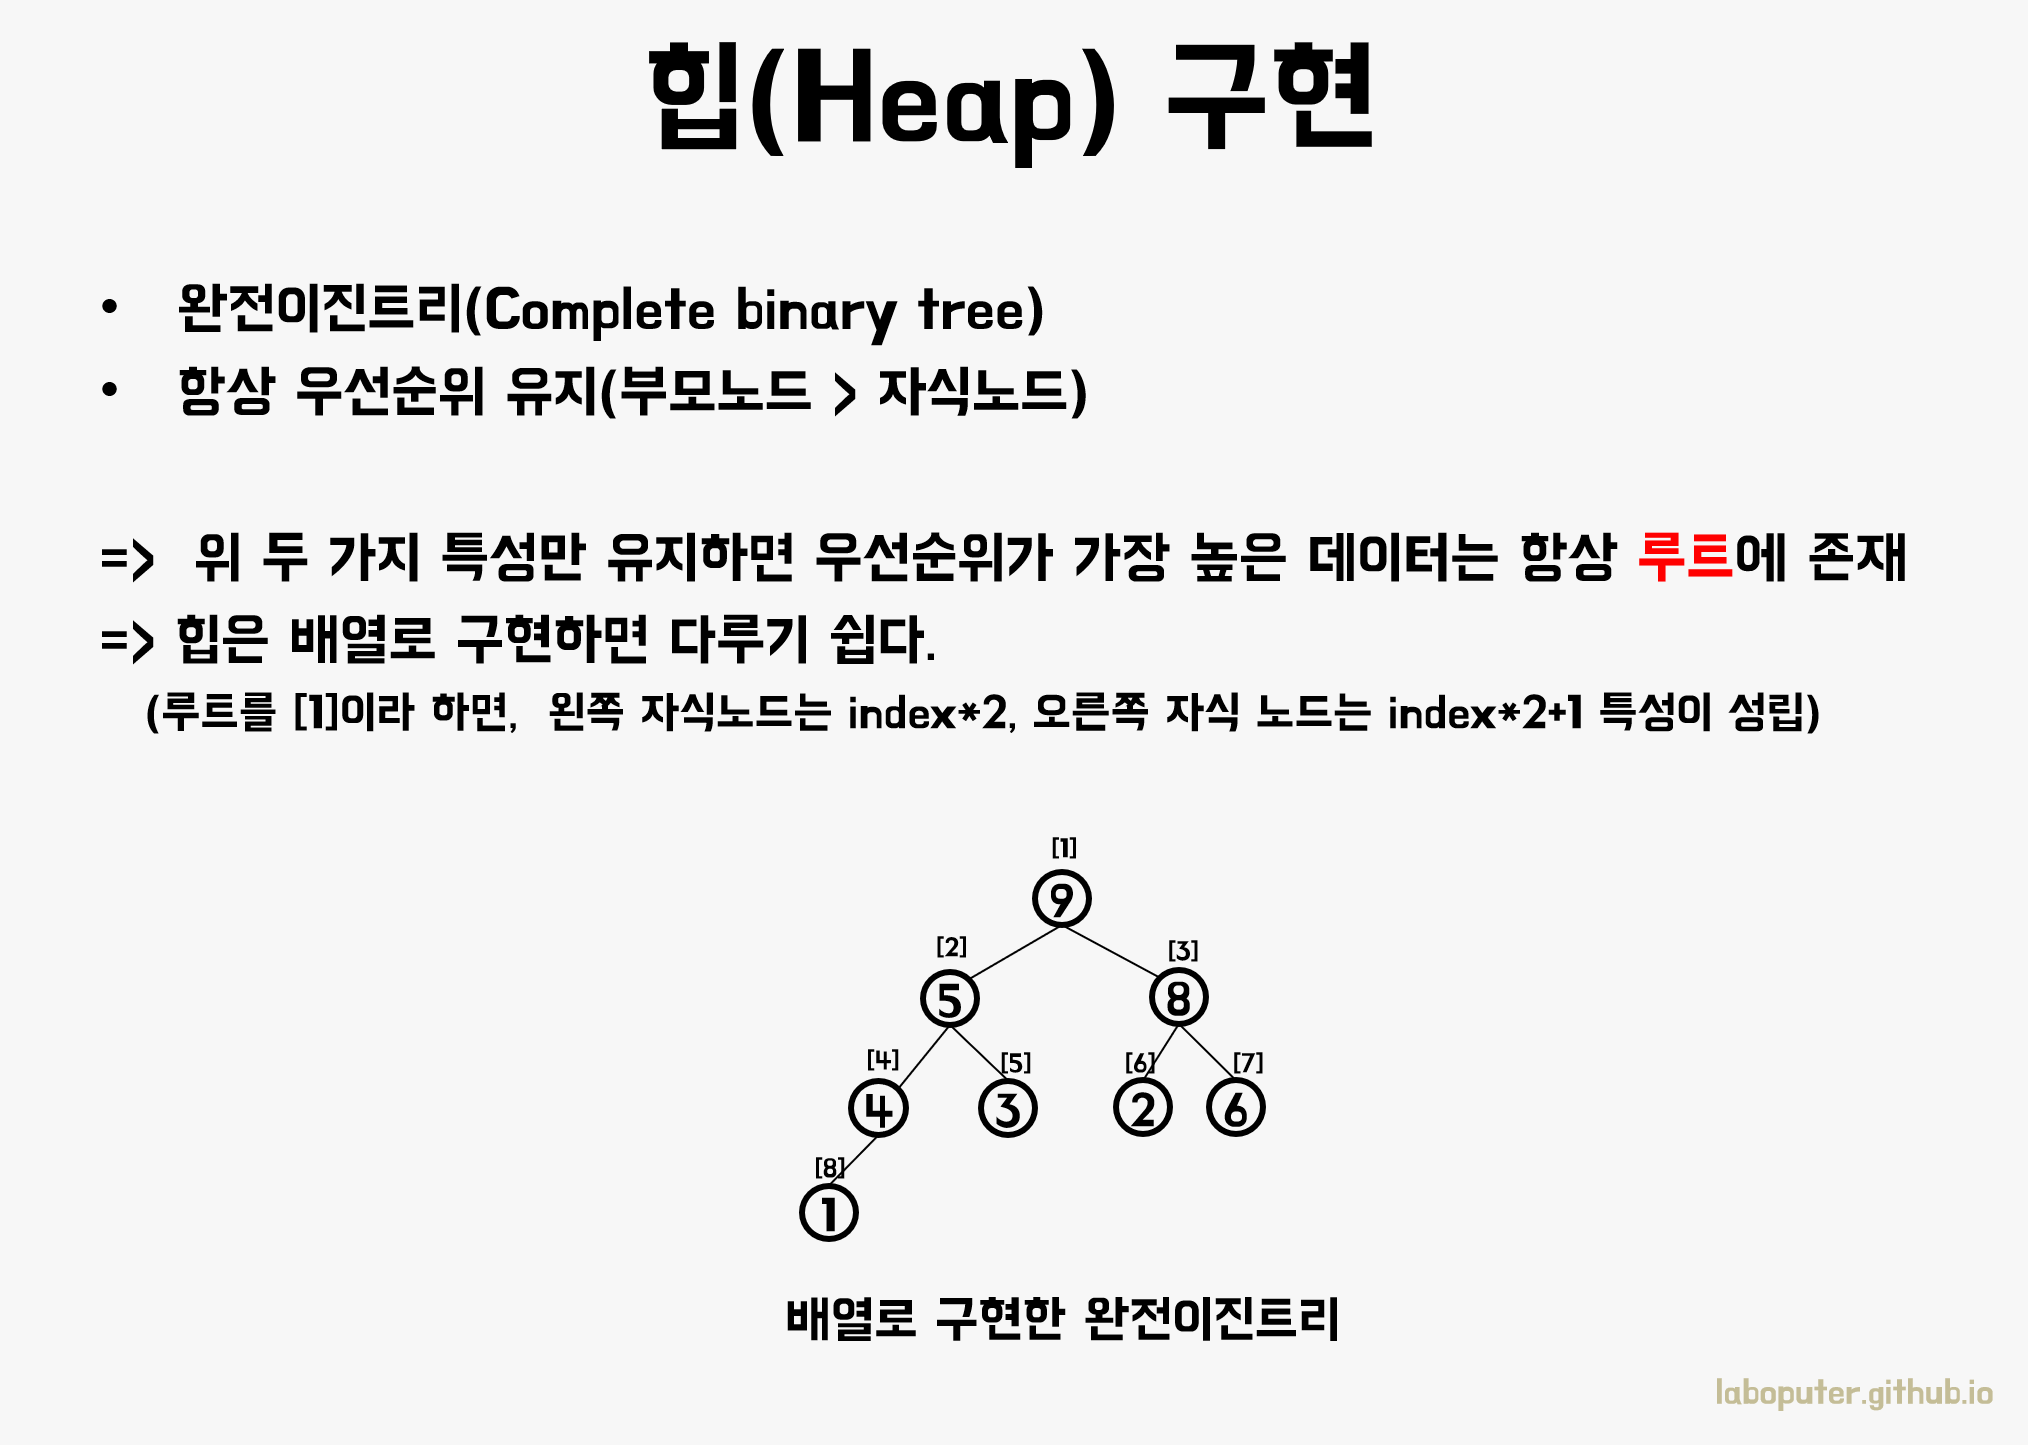 힙(Heap) 구현
• 완전이진트리(Complete binary tree)
• 항상 우선순위 유지(부모노드 > 자식노드)
=> 위 두 가지 특성만 유지하면 우선순위가 가장 높은 데이터는 항상 루트에 존재
=> 힙은 배열로 구현하면 다루기 쉽다.
(루트를 [1]이라 하면, 왼쪽 자식노드는 index*2, 오른쪽 자식 노드는 index*2+1 특성이 성립)
[1]
9
[2] [3]
5 8
[4] [5] [6] [7]
4 3 2 6
[8]
1
배열로 구현한 완전이진트리
laboputer.github.io